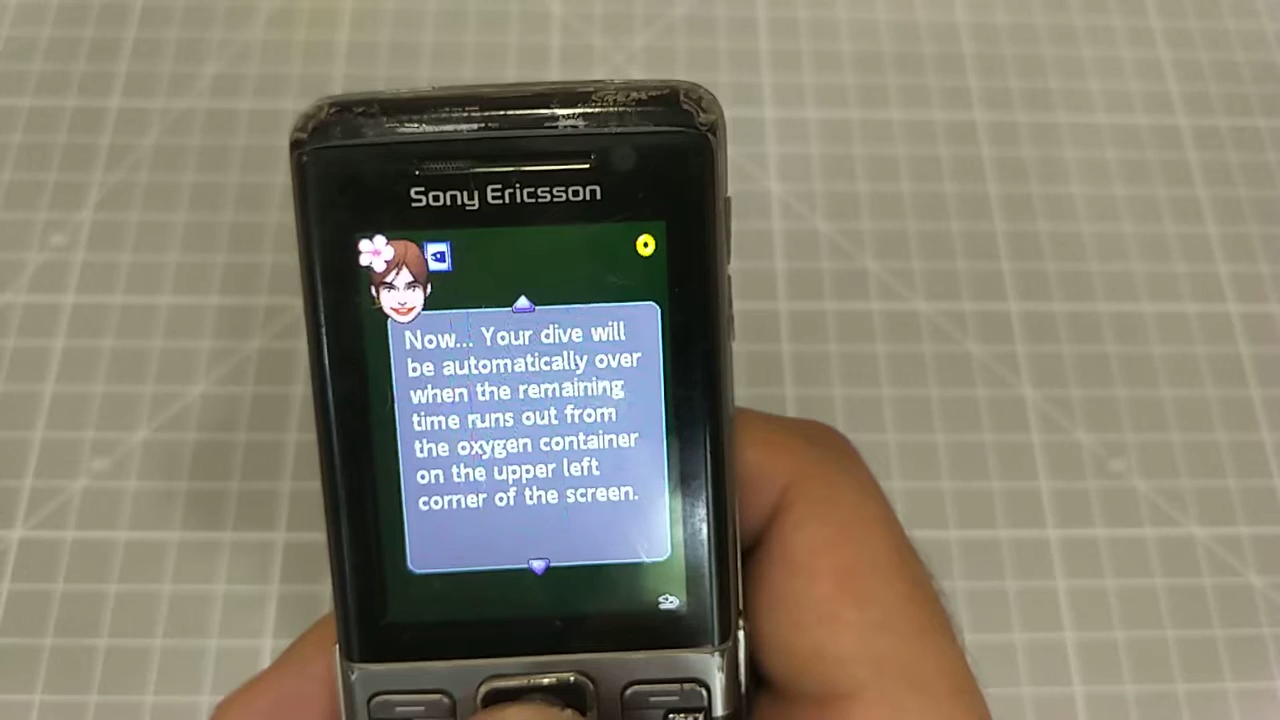 Sony Ericsson
Now... Your dive will
be automatically over
when the remaining
time runs out from
the oxygen container
on the upper left
corner of the screen.